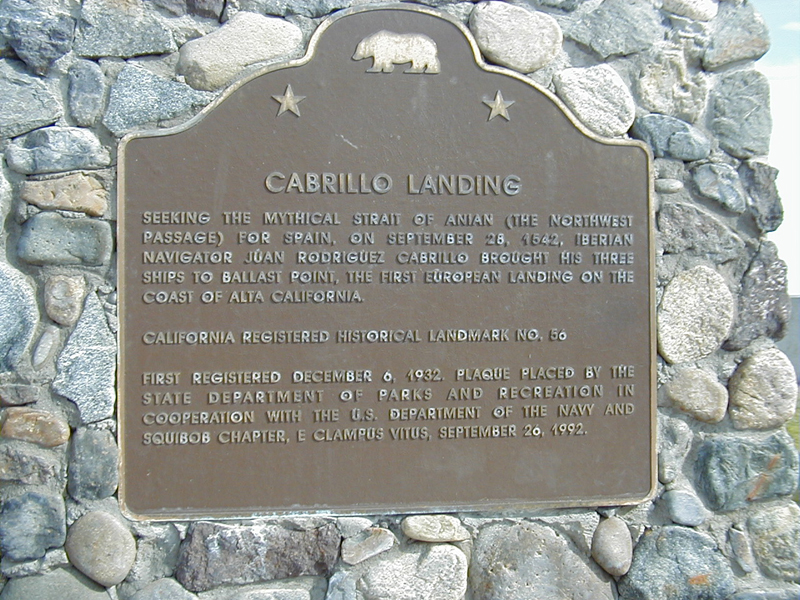 CABRILLO LANDING
SEEKING THE MYTHICAL STRAIT OF ANIAN (THE NORTHWEST
PASSAGE) FOR SPAIN, ON SEPTEMBER 28, 1542, IBERIAN
NAVIGATOR JUAN RODRIGUEZ CABRILLO BROUGHT HIS THREE
SHIPS TO BALLAST POINT, THE FIRST EUROPEAN LANDING ON THE
COAST OF ALTA CALIFORNIA.
CALIFORNIA REGISTERED HISTORICAL LANDMARK NO. 56
FIRST REGISTERED DECEMBER 6, 1932. PLAQUE PLACED BY THE
STATE DEPARTMENT OF PARKS AND RECREATION IN
COOPERATION WITH THE U.S. DEPARTMENT OF THE NAVY AND
SQUIBOB CHAPTER, E CLAMPUS VITUS, SEPTEMBER 26, 1992.